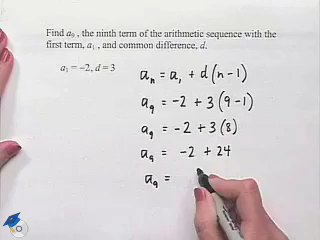 Find a₉, the ninth term of the arithmetic sequence with the
first term, a₁, and common difference, d.
a₁ = –2, d = 3
aₙ = a₁ + d(n - 1)
a₉ = -2 + 3(9 - 1)
a₉ = -2 + 3(8)
a₉ = -2 + 24
a₉ =